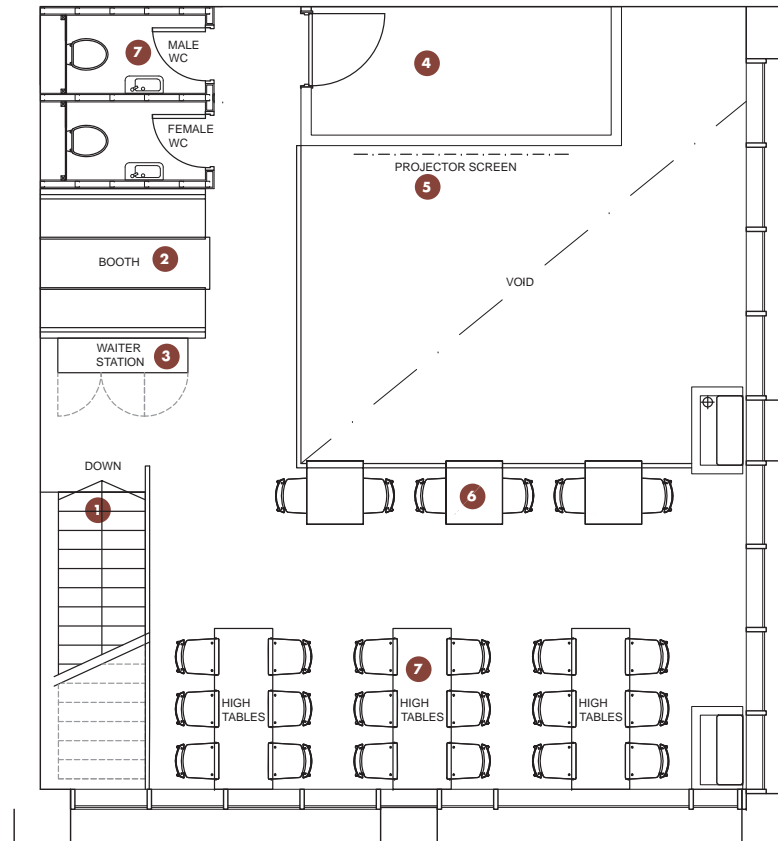 7
MALE
WC
4
FEMALE
WC
PROJECTOR SCREEN
5
BOOTH
2
VOID
WAITER
STATION
3
DOWN
1
6
7
HIGH
TABLES
HIGH
TABLES
HIGH
TABLES